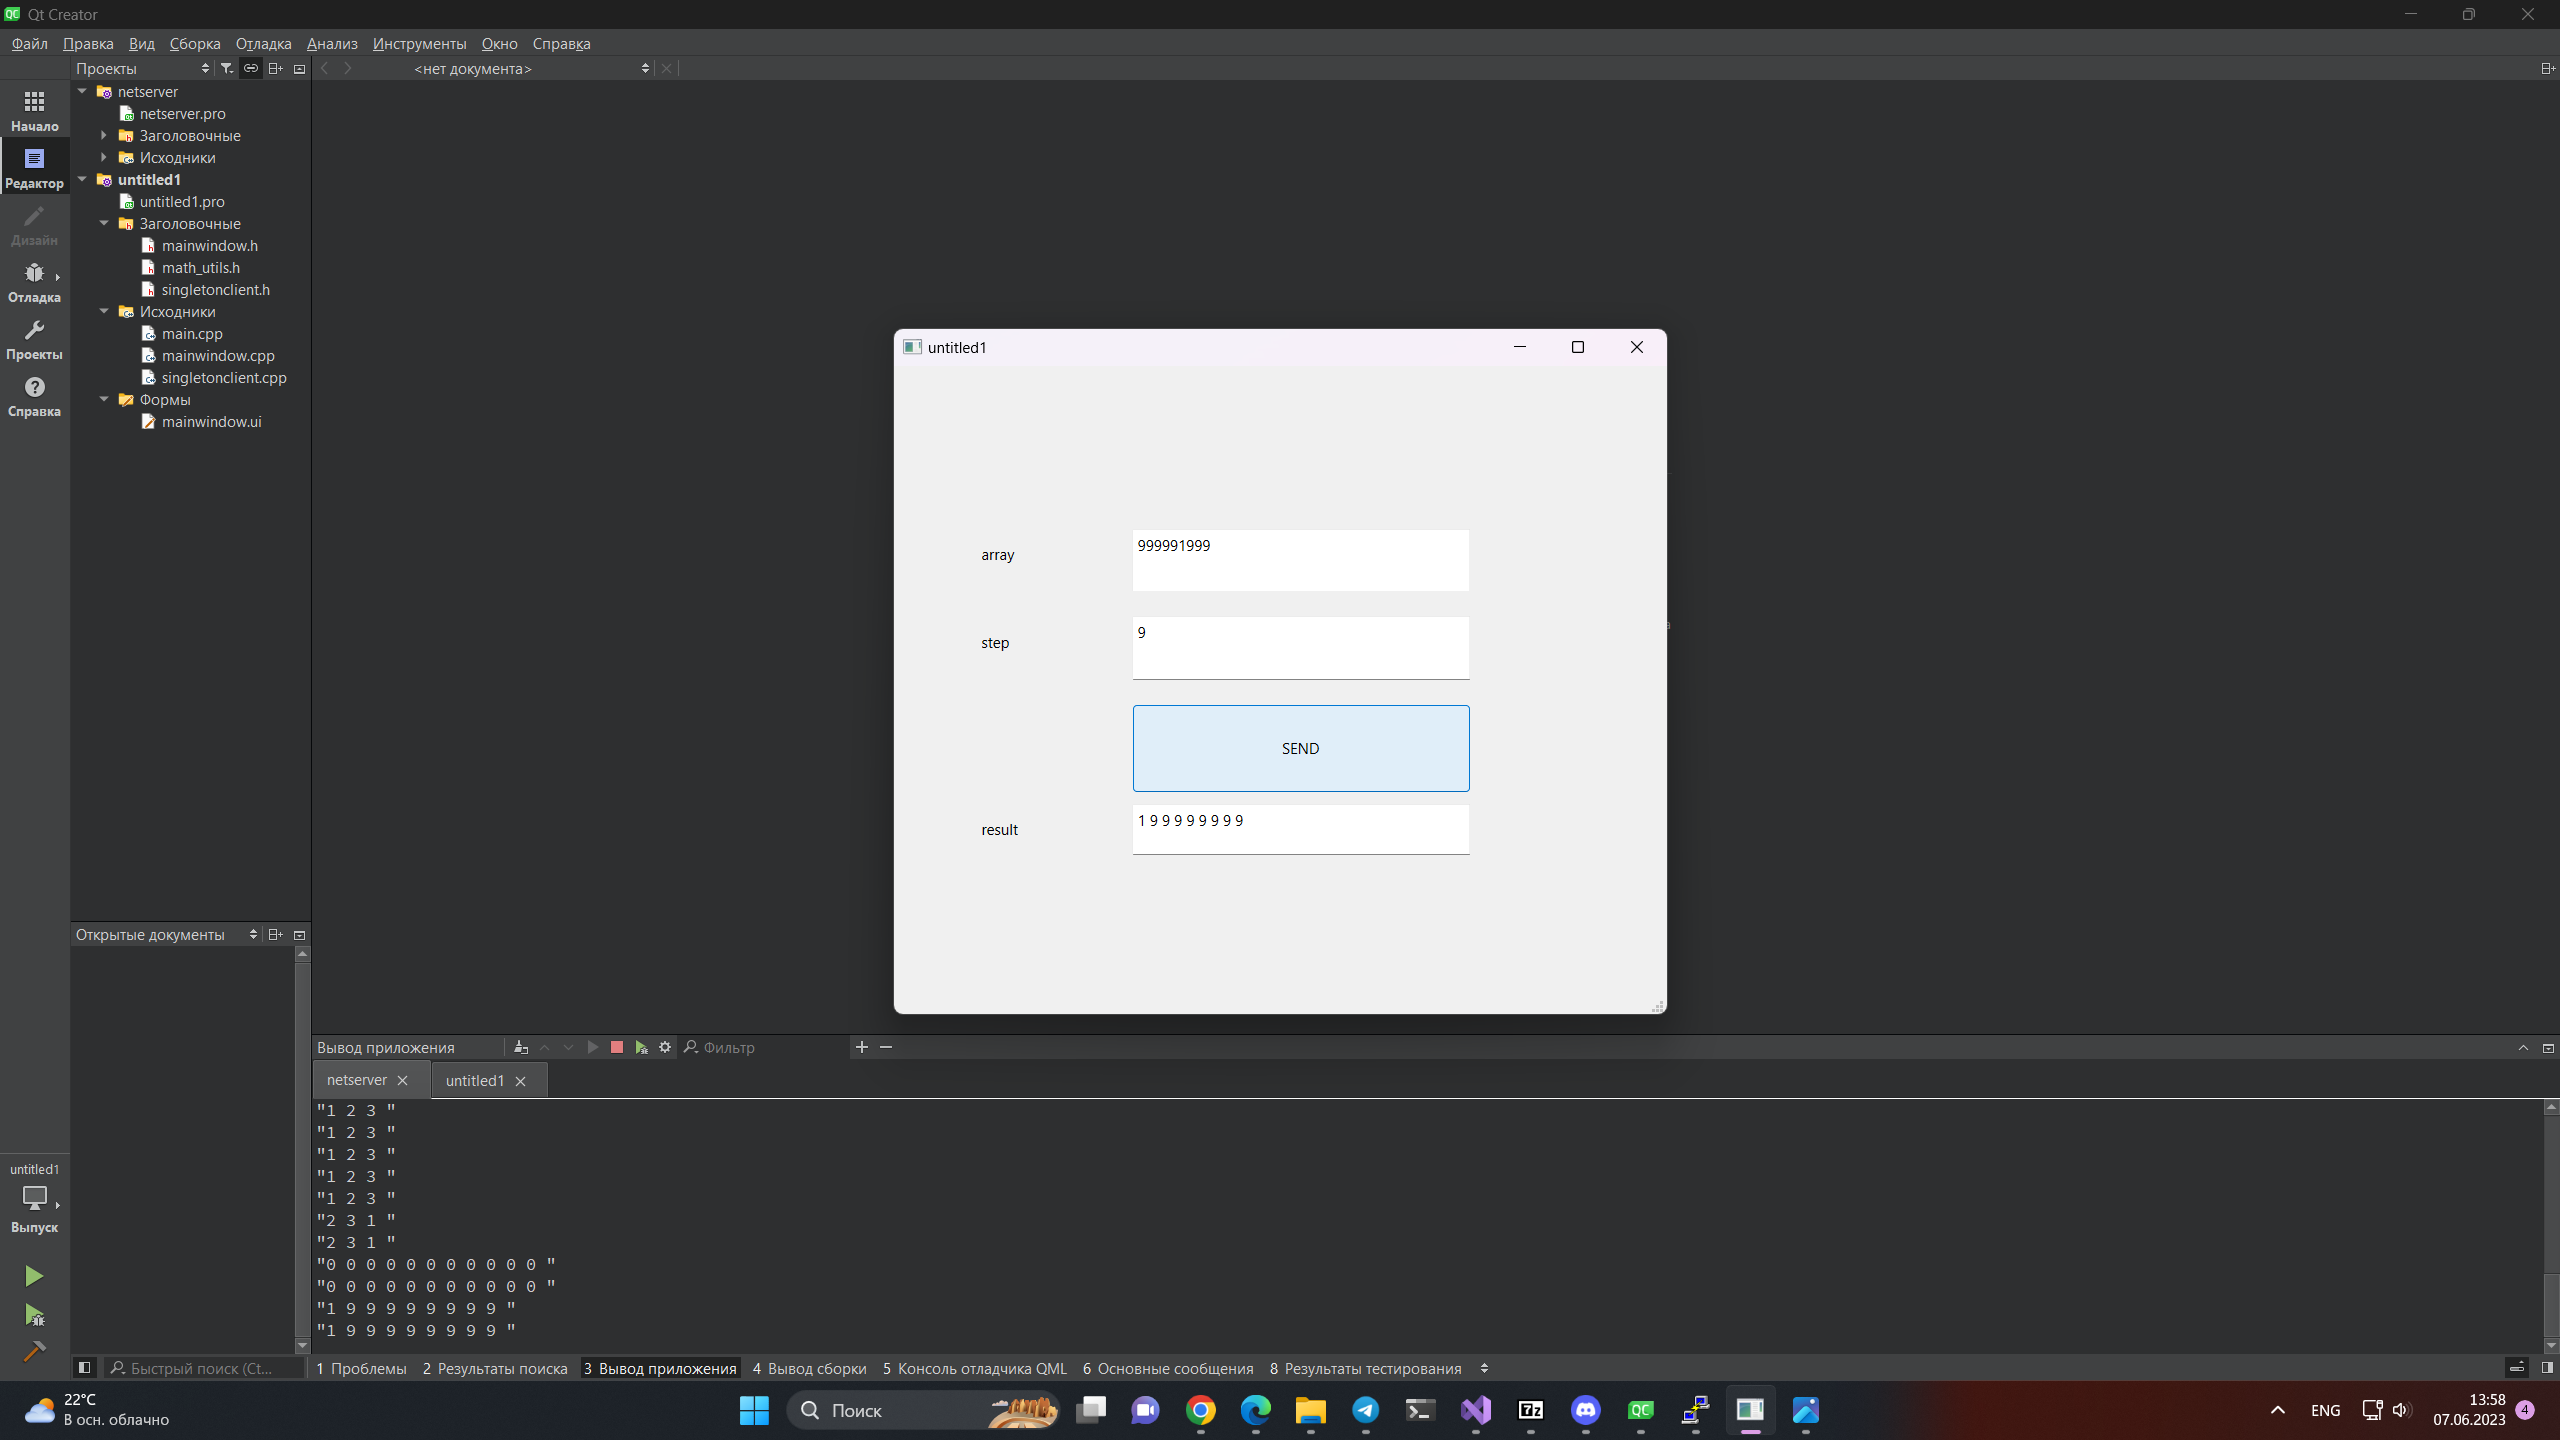 Qt Creator
Файл Правка Вид Сборка Отладка Анализ Инструменты Окно Справка
Проекты
<нет документа>
netserver
netserver.pro
Заголовочные
Исходники
untitled1
untitled1.pro
Заголовочные
mainwindow.h
math_utils.h
singletonclient.h
Исходники
main.cpp
mainwindow.cpp
singletonclient.cpp
Формы
mainwindow.ui
Начало
Редактор
Дизайн
Отладка
Проекты
Справка
untitled1
array
999991999
step
9
SEND
result
1 9 9 9 9 9 9 9 9
Открытые документы
Вывод приложения
Фильтр
netserver
untitled1
"1 2 3 "
"1 2 3 "
"1 2 3 "
"1 2 3 "
"1 2 3 "
"2 3 1 "
"2 3 1 "
"0 0 0 0 0 0 0 0 0 0 0 "
"0 0 0 0 0 0 0 0 0 0 0 "
"1 9 9 9 9 9 9 9 9 "
"1 9 9 9 9 9 9 9 9 "
untitled1
Выпуск
Быстрый поиск (Ct...
1 Проблемы 2 Результаты поиска 3 Вывод приложения 4 Вывод сборки 5 Консоль отладчика QML 6 Основные сообщения 8 Результаты тестирования
22°C
В осн. облачно
Поиск
ENG
13:58
07.06.2023
4